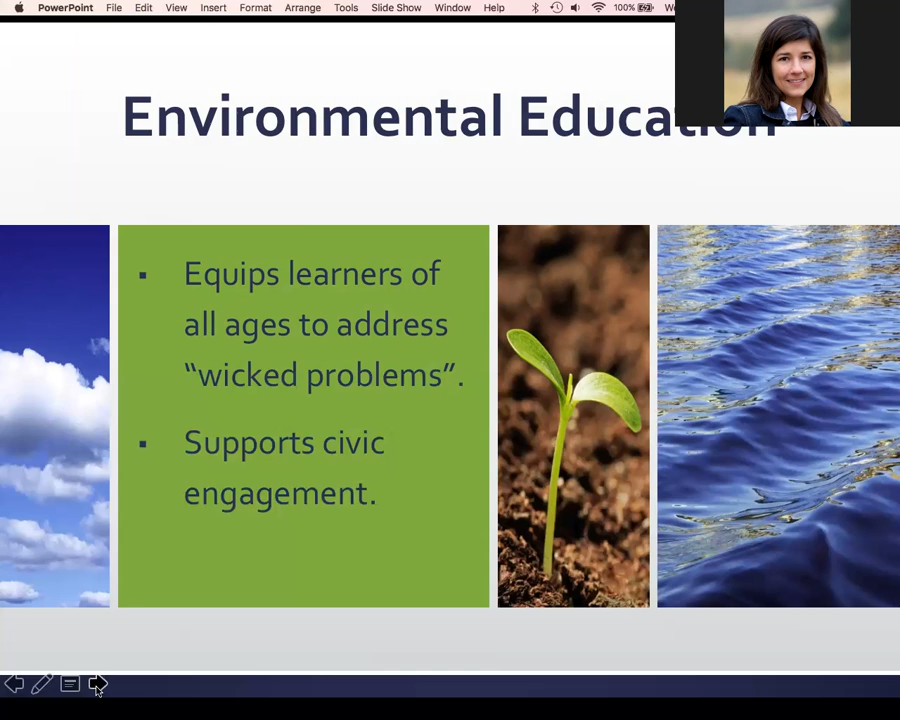 PowerPoint File Edit View Insert Format Arrange Tools Slide Show Window Help 100%
Environmental Education
▪ Equips learners of
all ages to address
“wicked problems”.
▪ Supports civic
engagement.